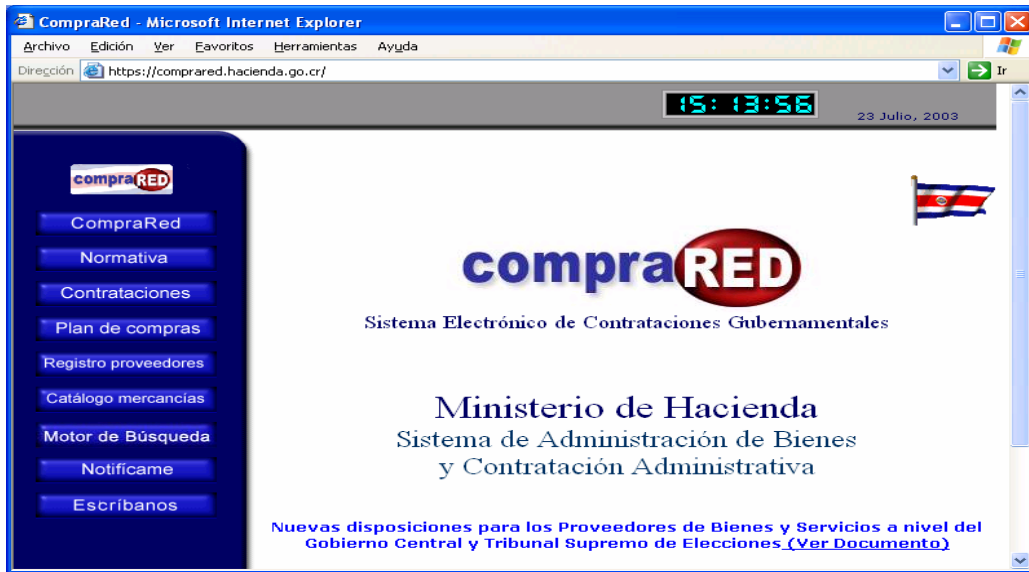 CompraRed - Microsoft Internet Explorer
Archivo Edición Ver Favoritos Herramientas Ayuda
Dirección https://comprared.hacienda.go.cr/ Ir
15:13:56
23 Julio, 2003
compraRED
CompraRed
Normativa
Contrataciones
Plan de compras
Registro proveedores
Catálogo mercancías
Motor de Búsqueda
Notifícame
Escríbanos
compraRED
Sistema Electrónico de Contrataciones Gubernamentales
Ministerio de Hacienda
Sistema de Administración de Bienes
y Contratación Administrativa
Nuevas disposiciones para los Proveedores de Bienes y Servicios a nivel del
Gobierno Central y Tribunal Supremo de Elecciones (Ver Documento)